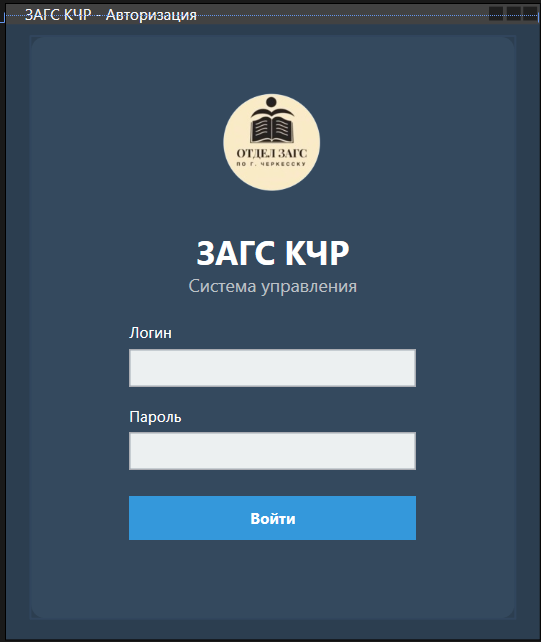 ЗАГС КЧР - Авторизация
ОТДЕЛ ЗАГС
ПО Г. ЧЕРКЕССКУ
ЗАГС КЧР
Система управления
Логин
Пароль
Войти